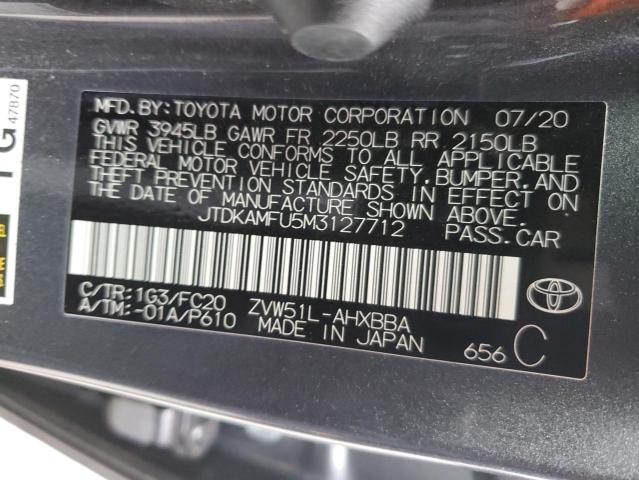 MFD. BY: TOYOTA MOTOR CORPORATION 07/20
GVWR 3945LB GAWR FR 2250LB RR 2150LB
THIS VEHICLE CONFORMS TO ALL APPLICABLE
FEDERAL MOTOR VEHICLE SAFETY, BUMPER, AND
THEFT PREVENTION STANDARDS IN EFFECT ON
THE DATE OF MANUFACTURE SHOWN ABOVE.
JTDKAMFU5M3127712 PASS. CAR
C/TR: 1G3/FC20 ZVW51L-AHXBBA
A/TM: -01A/P610 MADE IN JAPAN
656 C
47870